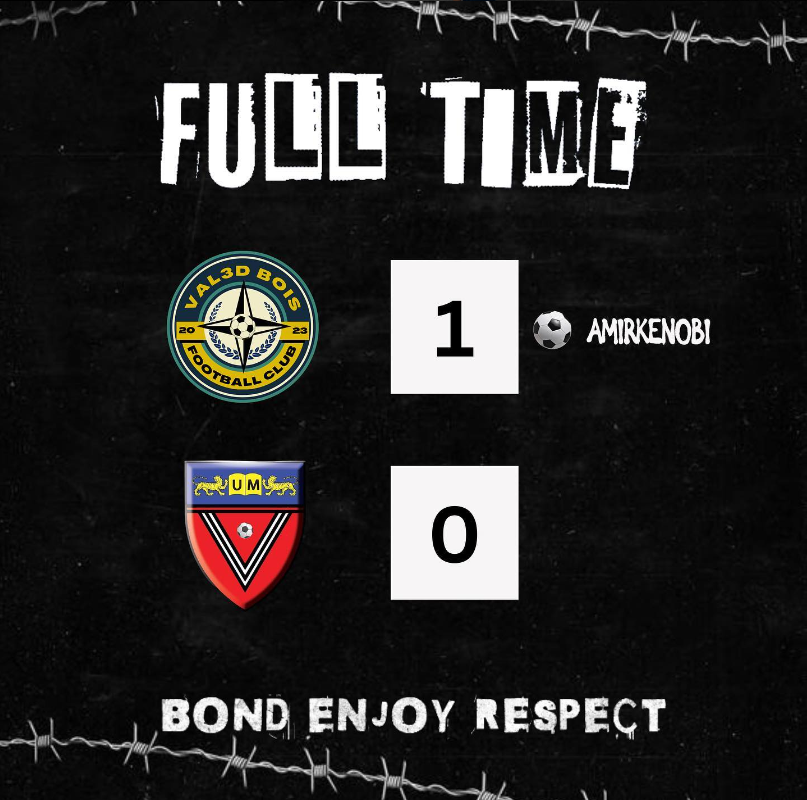 FULL TIME
VAL3D BOIS
20 23
FOOTBALL CLUB
1
AMIRKENOBI
UM
0
BOND ENJOY RESPECT